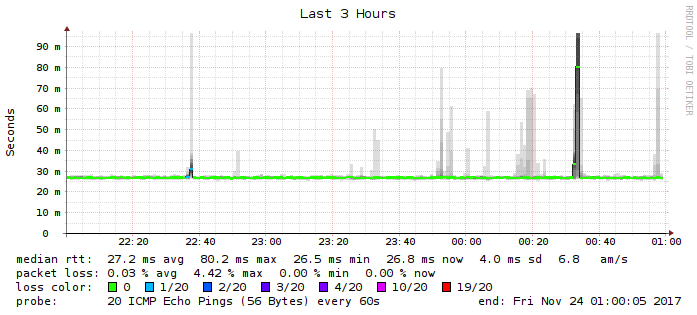 Last 3 Hours
RRDTOOL / TOBI OETIKER
Seconds
90 m
80 m
70 m
60 m
50 m
40 m
30 m
20 m
10 m
0
22:20 22:40 23:00 23:20 23:40 00:00 00:20 00:40 01:00
median rtt: 27.2 ms avg 80.2 ms max 26.5 ms min 26.8 ms now 4.0 ms sd 6.8 am/s
packet loss: 0.03 % avg 4.42 % max 0.00 % min 0.00 % now
loss color: 0 1/20 2/20 3/20 4/20 10/20 19/20
probe: 20 ICMP Echo Pings (56 Bytes) every 60s end: Fri Nov 24 01:00:05 2017